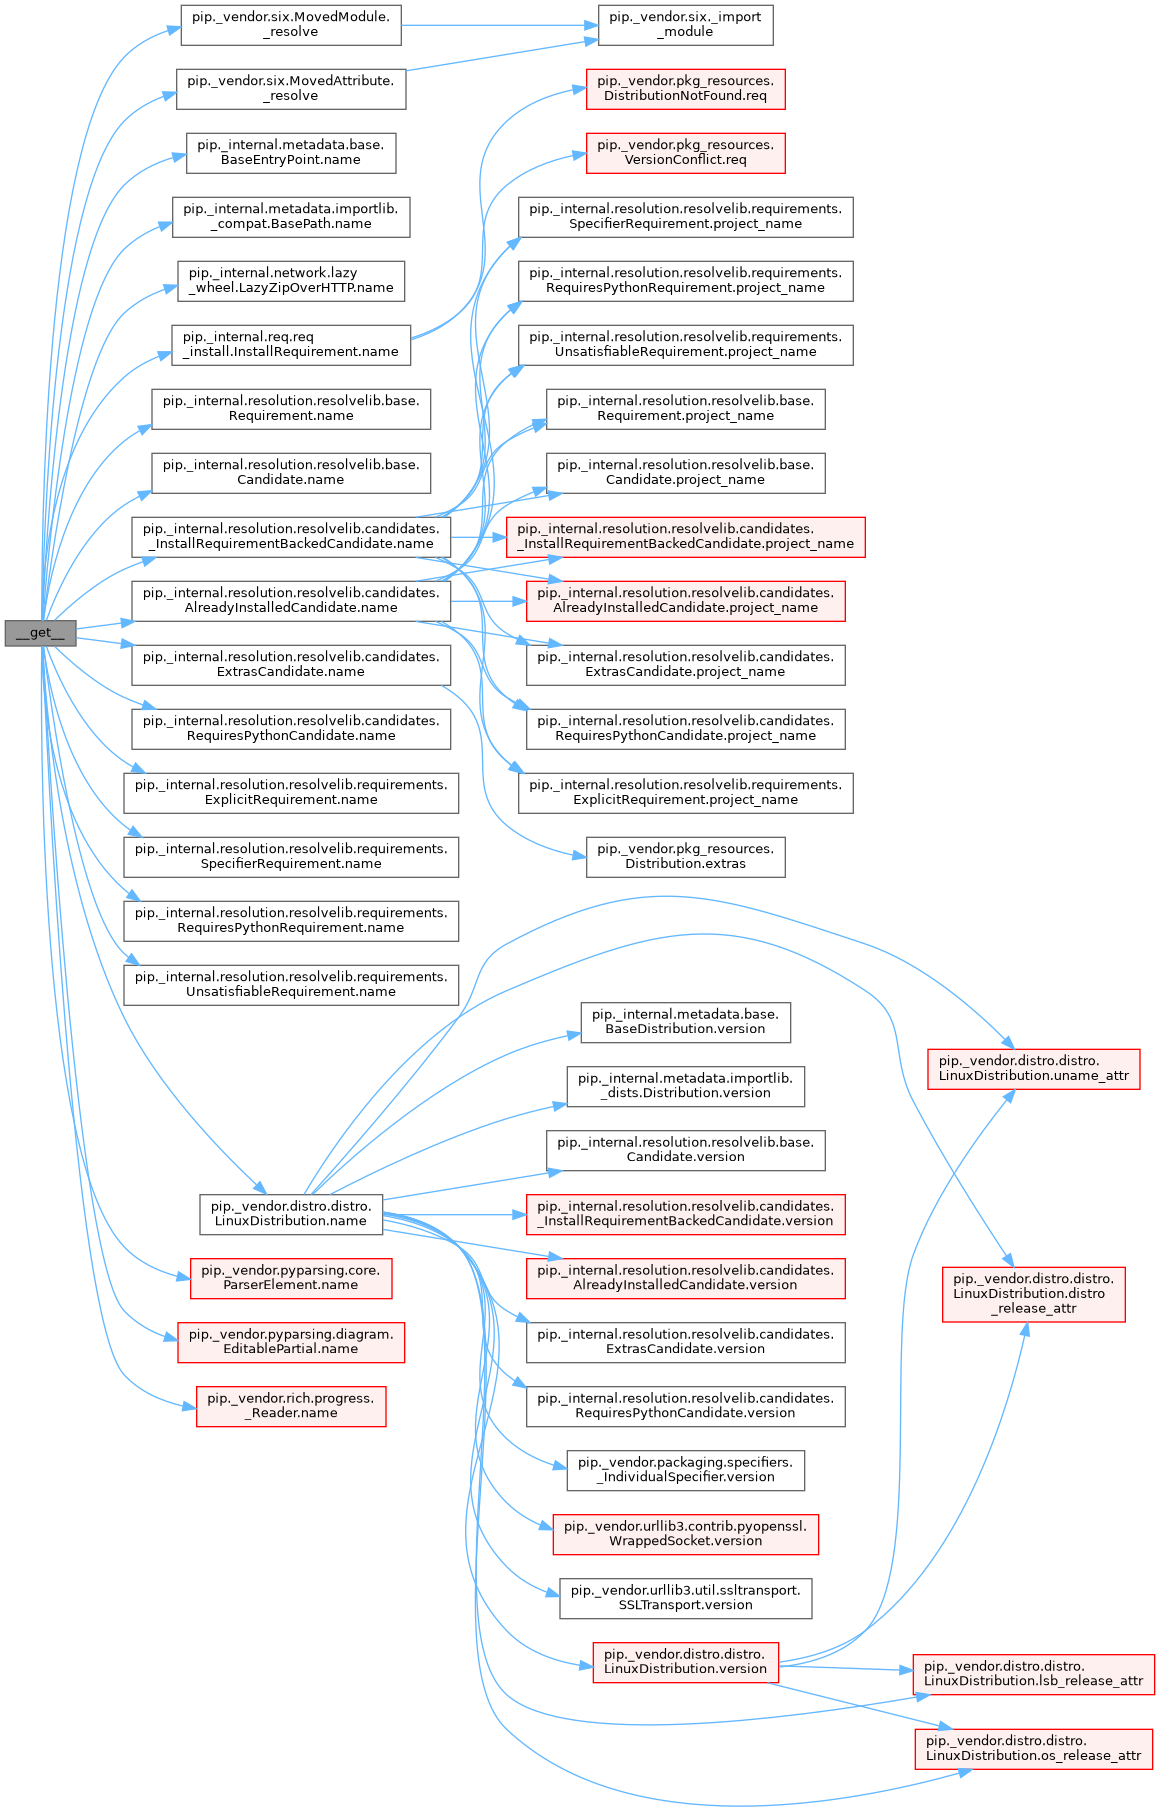 __get__
pip._vendor.six.MovedModule.
_resolve
pip._vendor.six.MovedAttribute.
_resolve
pip._internal.metadata.base.
BaseEntryPoint.name
pip._internal.metadata.importlib.
_compat.BasePath.name
pip._internal.network.lazy
_wheel.LazyZipOverHTTP.name
pip._internal.req.req
_install.InstallRequirement.name
pip._internal.resolution.resolvelib.base.
Requirement.name
pip._internal.resolution.resolvelib.base.
Candidate.name
pip._internal.resolution.resolvelib.candidates.
_InstallRequirementBackedCandidate.name
pip._internal.resolution.resolvelib.candidates.
AlreadyInstalledCandidate.name
pip._internal.resolution.resolvelib.candidates.
ExtrasCandidate.name
pip._internal.resolution.resolvelib.candidates.
RequiresPythonCandidate.name
pip._internal.resolution.resolvelib.requirements.
ExplicitRequirement.name
pip._internal.resolution.resolvelib.requirements.
SpecifierRequirement.name
pip._internal.resolution.resolvelib.requirements.
RequiresPythonRequirement.name
pip._internal.resolution.resolvelib.requirements.
UnsatisfiableRequirement.name
pip._vendor.distro.distro.
LinuxDistribution.name
pip._vendor.pyparsing.core.
ParserElement.name
pip._vendor.pyparsing.diagram.
EditablePartial.name
pip._vendor.rich.progress.
_Reader.name
pip._vendor.six._import
_module
pip._vendor.pkg_resources.
DistributionNotFound.req
pip._vendor.pkg_resources.
VersionConflict.req
pip._internal.resolution.resolvelib.requirements.
SpecifierRequirement.project_name
pip._internal.resolution.resolvelib.requirements.
RequiresPythonRequirement.project_name
pip._internal.resolution.resolvelib.requirements.
UnsatisfiableRequirement.project_name
pip._internal.resolution.resolvelib.base.
Requirement.project_name
pip._internal.resolution.resolvelib.base.
Candidate.project_name
pip._internal.resolution.resolvelib.candidates.
_InstallRequirementBackedCandidate.project_name
pip._internal.resolution.resolvelib.candidates.
AlreadyInstalledCandidate.project_name
pip._internal.resolution.resolvelib.candidates.
ExtrasCandidate.project_name
pip._internal.resolution.resolvelib.candidates.
RequiresPythonCandidate.project_name
pip._internal.resolution.resolvelib.requirements.
ExplicitRequirement.project_name
pip._vendor.pkg_resources.
Distribution.extras
pip._internal.metadata.base.
BaseDistribution.version
pip._internal.metadata.importlib.
_dists.Distribution.version
pip._internal.resolution.resolvelib.base.
Candidate.version
pip._internal.resolution.resolvelib.candidates.
_InstallRequirementBackedCandidate.version
pip._internal.resolution.resolvelib.candidates.
AlreadyInstalledCandidate.version
pip._internal.resolution.resolvelib.candidates.
ExtrasCandidate.version
pip._internal.resolution.resolvelib.candidates.
RequiresPythonCandidate.version
pip._vendor.packaging.specifiers.
_IndividualSpecifier.version
pip._vendor.urllib3.contrib.pyopenssl.
WrappedSocket.version
pip._vendor.urllib3.util.ssltransport.
SSLTransport.version
pip._vendor.distro.distro.
LinuxDistribution.version
pip._vendor.distro.distro.
LinuxDistribution.uname_attr
pip._vendor.distro.distro.
LinuxDistribution.distro
_release_attr
pip._vendor.distro.distro.
LinuxDistribution.lsb_release_attr
pip._vendor.distro.distro.
LinuxDistribution.os_release_attr